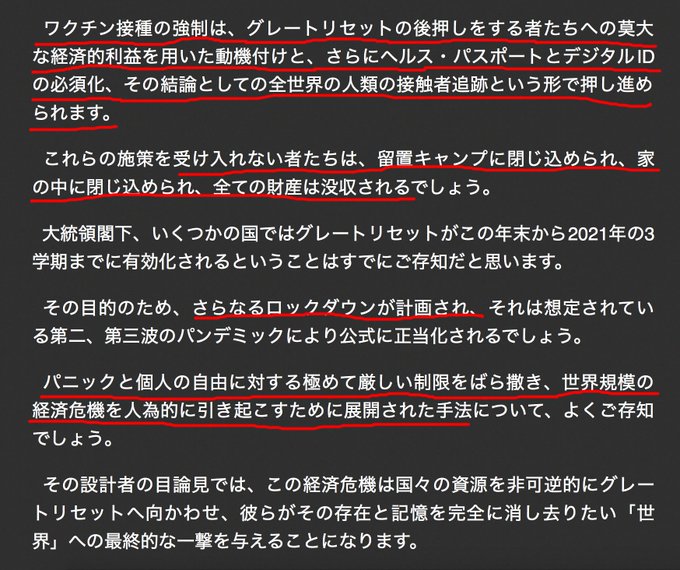 ワクチン接種の強制は、グレートリセットの後押しをする者たちへの莫大
な経済的利益を用いた動機付けと、さらにヘルス・パスポートとデジタルID
の必須化、その結論としての全世界の人類の接触者追跡という形で押し進め
られます。
これらの施策を受け入れない者たちは、留置キャンプに閉じ込められ、家
の中に閉じ込められ、全ての財産は没収されるでしょう。
大統領閣下、いくつかの国ではグレートリセットがこの年末から2021年の3
学期までに有効化されるということはすでにご存知だと思います。
その目的のため、さらなるロックダウンが計画され、それは想定されてい
る第二、第三波のパンデミックにより公式に正当化されるでしょう。
パニックと個人の自由に対する極めて厳しい制限をばら撒き、世界規模の
経済危機を人為的に引き起こすために展開された手法について、よくご存知
でしょう。
その設計者の目論見では、この経済危機は国々の資源を非可逆的にグレー
トリセットへ向かわせ、彼らがその存在と記憶を完全に消し去りたい「世
界」への最終的な一撃を与えることになります。